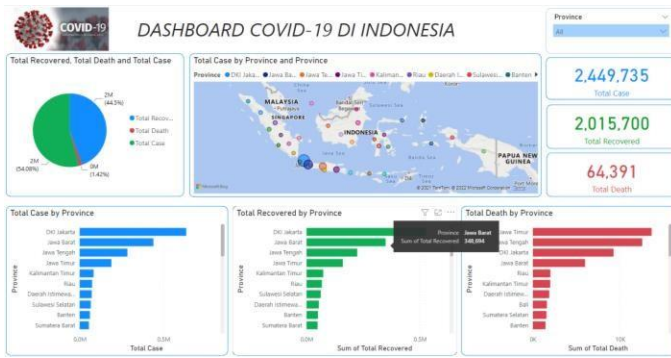 COVID-19
DASHBOARD COVID-19 DI INDONESIA
Province
All
Total Recovered, Total Death and Total Case
2M
(44.3%)
0M
(1.42%)
2M
(54.08%)
Total Recov...
Total Death
Total Case
Total Case by Province and Province
Province DKI Jaka... Jawa Ba... Jawa Te... Jawa Ti... Kaliman... Riau Daerah I... Sulawesi... Banten
MALAYSIA
SINGAPORE
INDONESIA
PAPUA NEW
GUINEA
2,449,735
Total Case
2,015,700
Total Recovered
64,391
Total Death
Total Case by Province
Province
DKI Jakarta
Jawa Barat
Jawa Tengah
Jawa Timur
Kalimantan Timur
Riau
Daerah Istimewa...
Sulawesi Selatan
Banten
Sumatera Barat
0.0M
0.5M
Total Case
Total Recovered by Province
Province
DKI Jakarta
Jawa Barat
Jawa Tengah
Jawa Timur
Kalimantan Timur
Riau
Daerah Istimewa...
Sulawesi Selatan
Banten
Sumatera Barat
0.0M
0.5M
Sum of Total Recovered
Province Jawa Barat
Sum of Total Recovered 348,694
Total Death by Province
Province
Jawa Timur
Jawa Tengah
DKI Jakarta
Jawa Barat
Riau
Kalimantan Timur
Daerah Istimewa...
Bali
Sumatera Selatan
Banten
0K
10K
Sum of Total Death